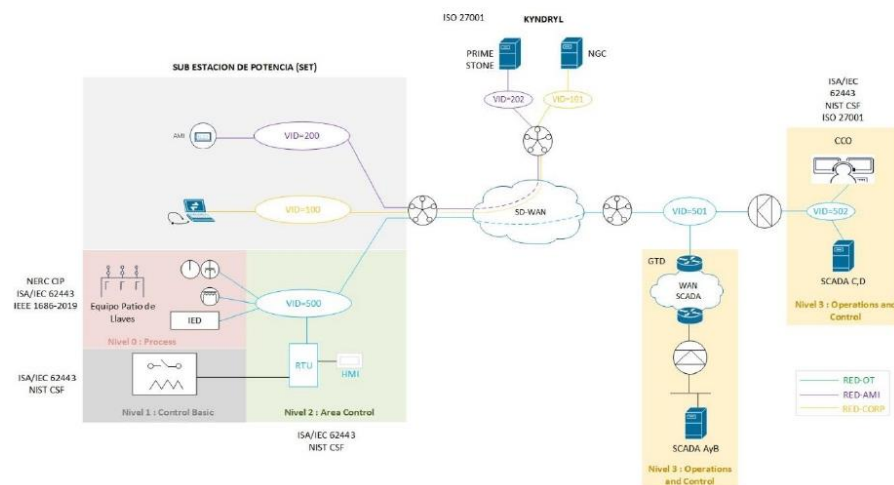 ISO 27001
KYNDRYL
PRIME
STONE
NGC
VID=202
VID=101
SUB ESTACION DE POTENCIA (SET)
AMI
VID=200
VID=100
SD-WAN
VID=501
ISA/IEC
62443
NIST CSF
ISO 27001
CCO
VID=502
SCADA C,D
Nivel 3: Operations and
Control
GTD
WAN
SCADA
SCADA AyB
Nivel 3 : Operations
and Control
NERC CIP
ISA/IEC 62443
IEEE 1686-2019
Equipo Patio de
Llaves
IED
VID=500
Nivel 0 : Process
ISA/IEC 62443
NIST CSF
RTU
HMI
Nivel 1 : Control Basic
Nivel 2 : Area Control
ISA/IEC 62443
NIST CSF
RED-OT
RED-AMI
RED-CORP